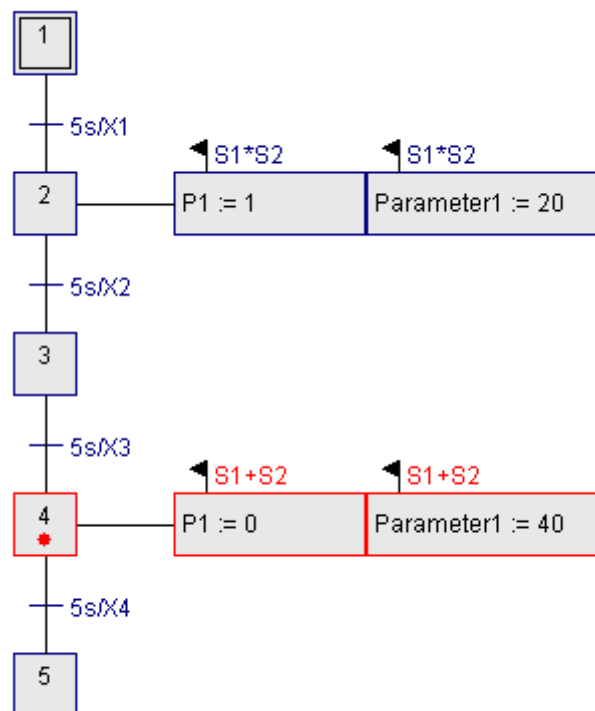 1
5s/X1
S1*S2 S1*S2
2 P1 := 1 Parameter1 := 20
5s/X2
3
5s/X3
S1+S2 S1+S2
4 P1 := 0 Parameter1 := 40
5s/X4
5